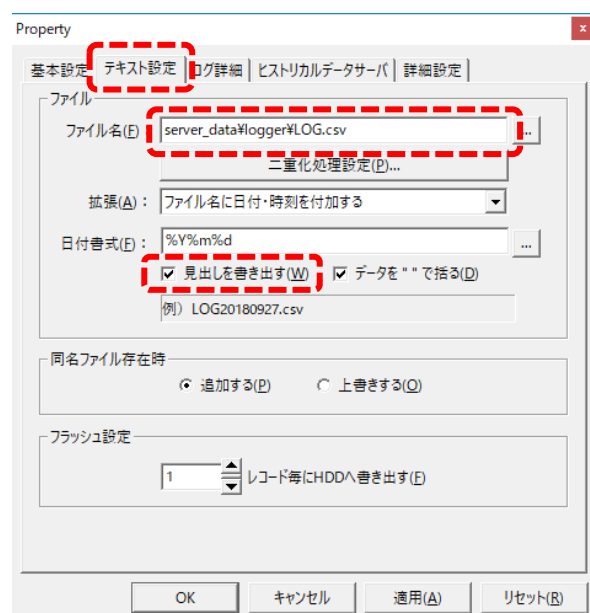 Property
x
基本設定 テキスト設定 ログ詳細 ヒストリカルデータサーバ 詳細設定
ファイル
ファイル名(F) server_data¥logger¥LOG.csv ...
二重化処理設定(P)...
拡張(A)： ファイル名に日付・時刻を付加する
日付書式(F)： %Y%m%d ...
見出しを書き出す(W) データを " " で括る(D)
例) LOG20180927.csv
同名ファイル存在時
追加する(P) 上書きする(O)
フラッシュ設定
1 レコード毎にHDDへ書き出す(F)
OK キャンセル 適用(A) リセット(R)